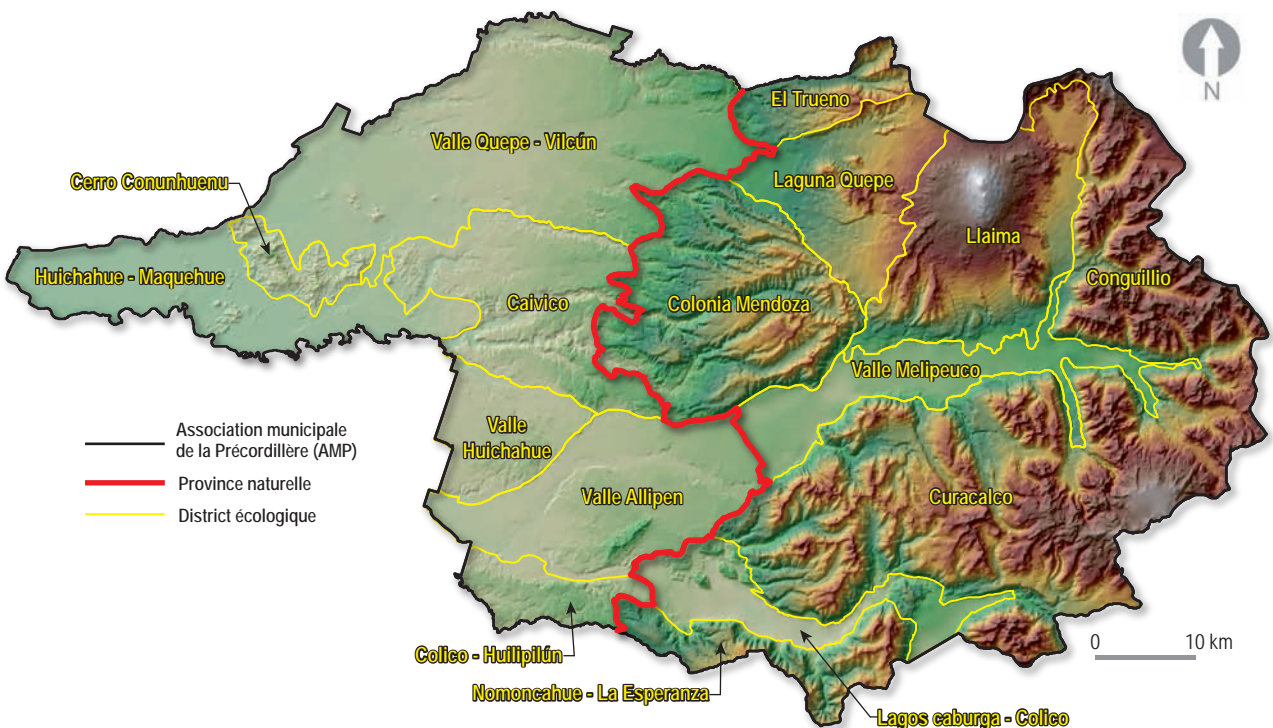 N
El Trueno
Valle Quepe - Vilcún
Cerro Conunhuenu
Laguna Quepe
Llaima
Huichahue - Maquehue
Conguillio
Caivico
Colonia Mendoza
Valle Melipeuco
Valle
Huichahue
Association municipale
de la Précordillère (AMP)
Province naturelle
District écologique
Valle Allipen
Curacalco
Colico - Huilipilún
Nomoncahue - La Esperanza
Lagos caburga - Colico
0 10 km